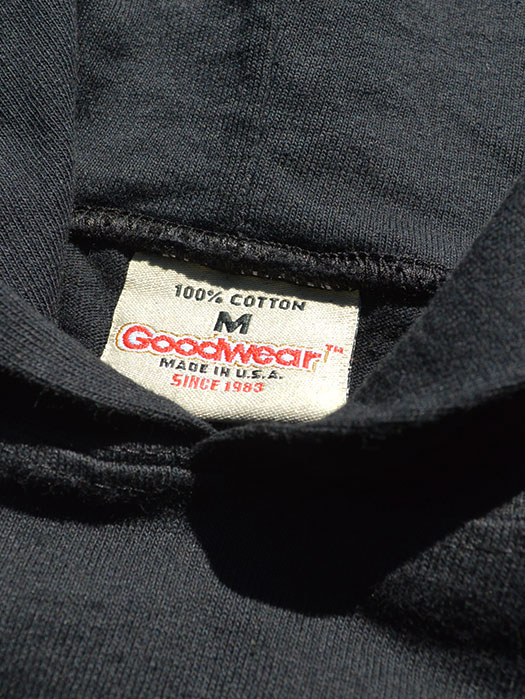 100% COTTON
M
Goodwear™
MADE IN U.S.A.
SINCE 1983